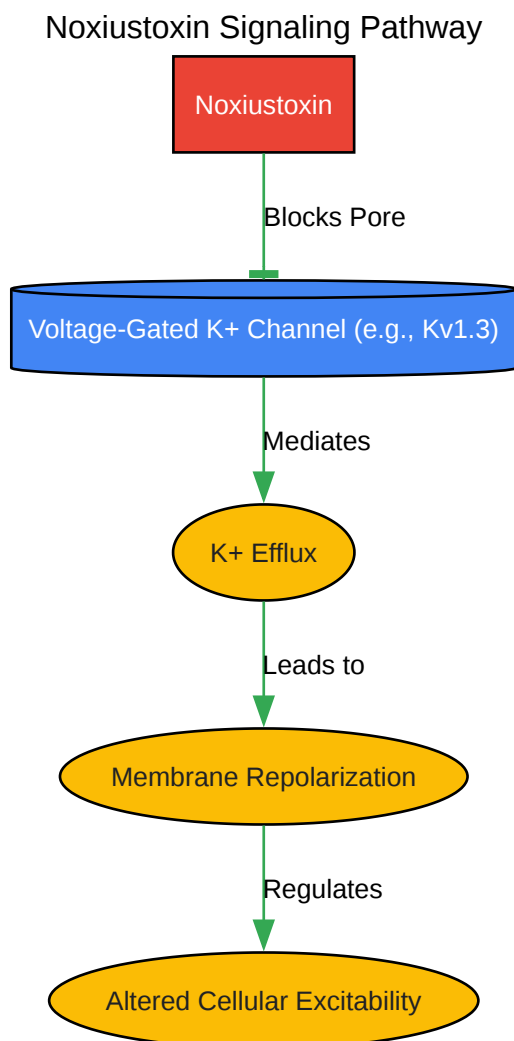 Noxiustoxin Signaling Pathway
Noxiustoxin
Blocks Pore
Voltage-Gated K+ Channel (e.g., Kv1.3)
Mediates
K+ Efflux
Leads to
Membrane Repolarization
Regulates
Altered Cellular Excitability